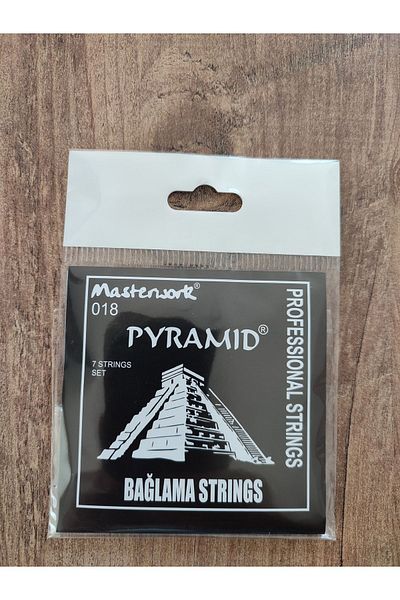 Masterwork®
018
PYRAMID®
7 STRINGS
SET
PROFESSIONAL STRINGS
BAĞLAMA STRINGS